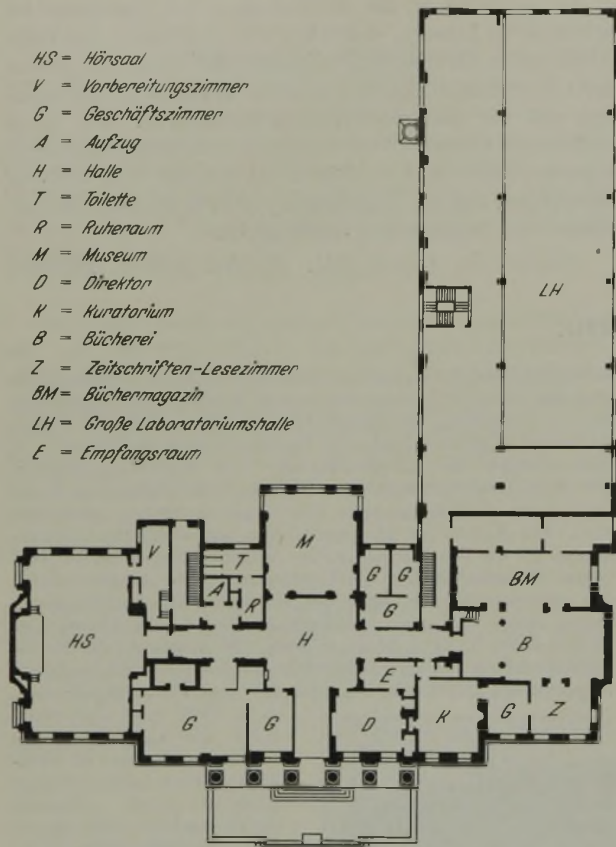 HS = Hörsaal
V = Vorbereitungszimmer
G = Geschäftszimmer
A = Aufzug
H = Halle
T = Toilette
R = Ruheraum
M = Museum
D = Direktor
K = Kuratorium
B = Bücherei
Z = Zeitschriften-Lesezimmer
BM = Büchermagazin
LH = Große Laboratoriumshalle
E = Empfangsraum
LH
V
T
M
A
R
G
G
G
BM
HS
H
B
E
G
G
D
K
G
Z